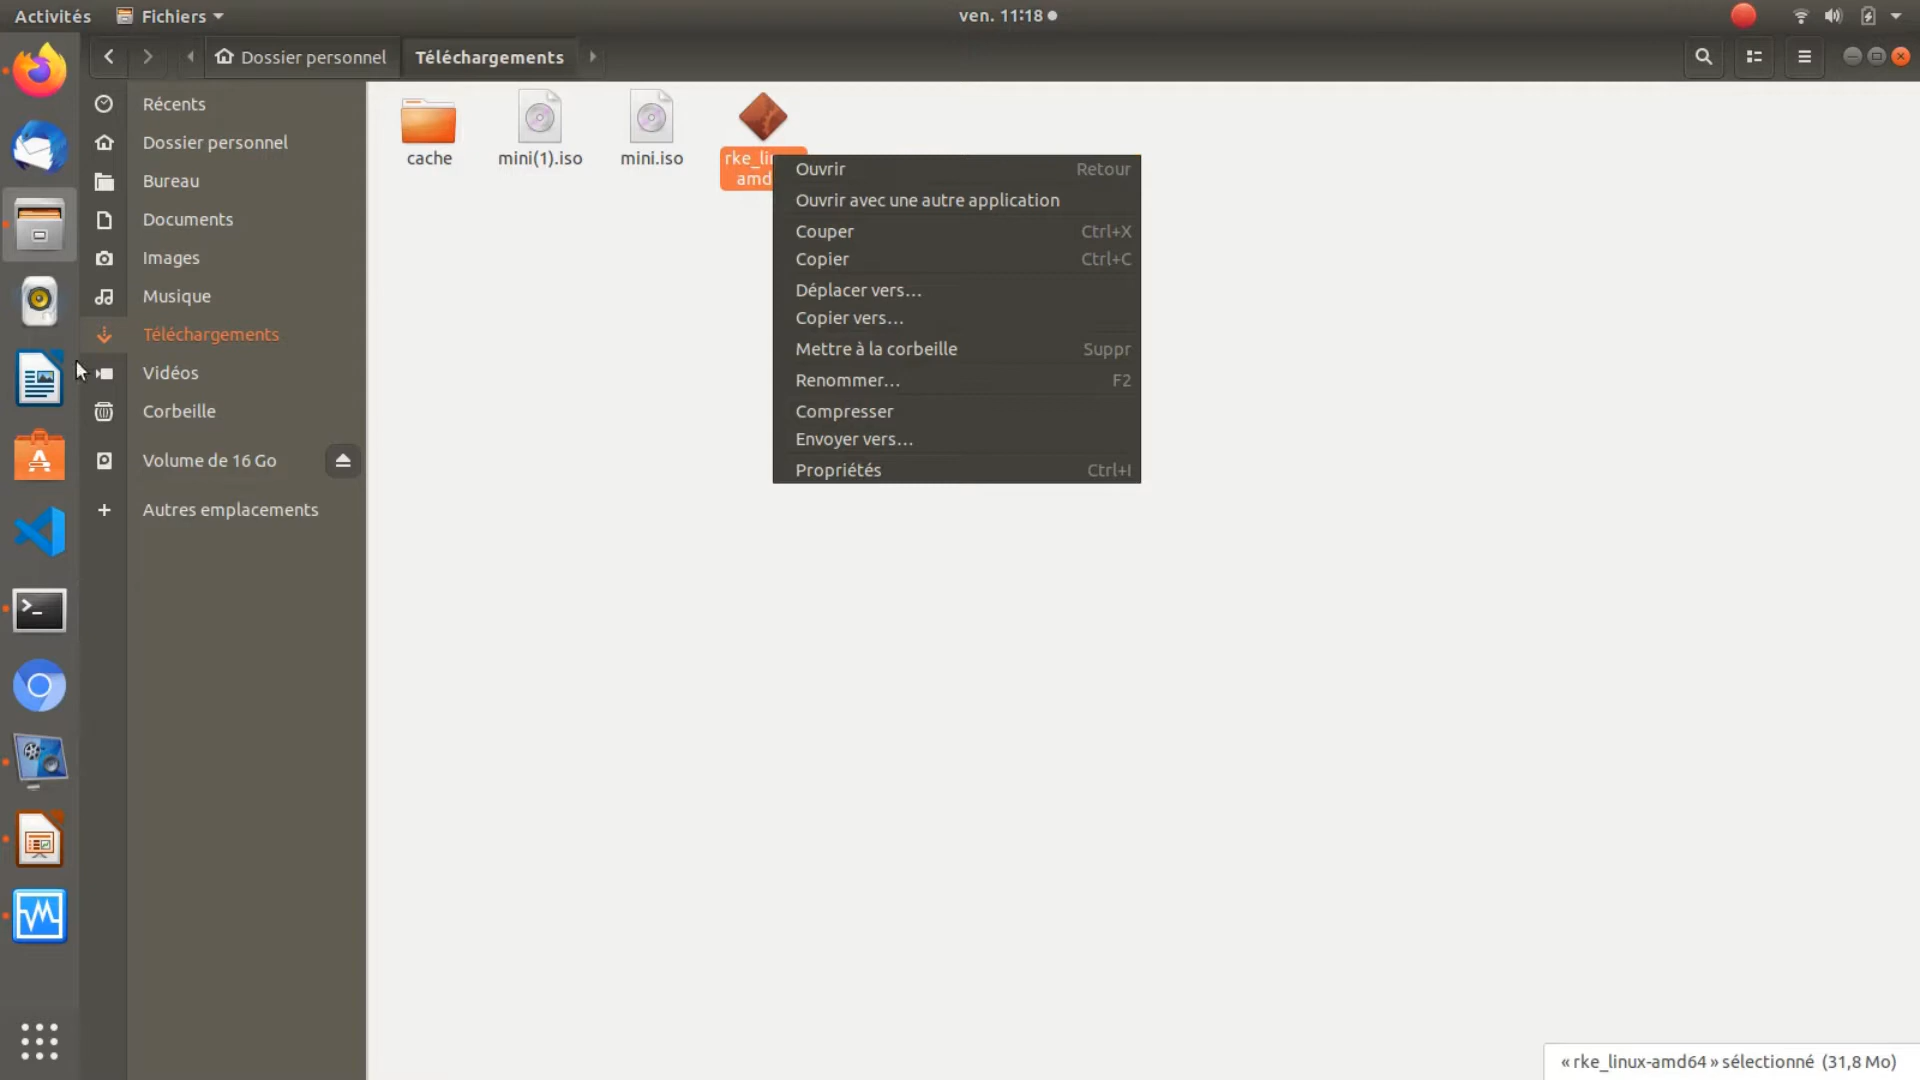 Activités Fichiers ven. 11:18
Dossier personnel Téléchargements
Récents
Dossier personnel
Bureau
Documents
Images
Musique
Téléchargements
Vidéos
Corbeille
Volume de 16 Go
Autres emplacements
cache mini(1).iso mini.iso rke_li
amd
Ouvrir Retour
Ouvrir avec une autre application
Couper Ctrl+X
Copier Ctrl+C
Déplacer vers…
Copier vers…
Mettre à la corbeille Suppr
Renommer… F2
Compresser
Envoyer vers…
Propriétés Ctrl+I
« rke_linux-amd64 » sélectionné (31,8 Mo)